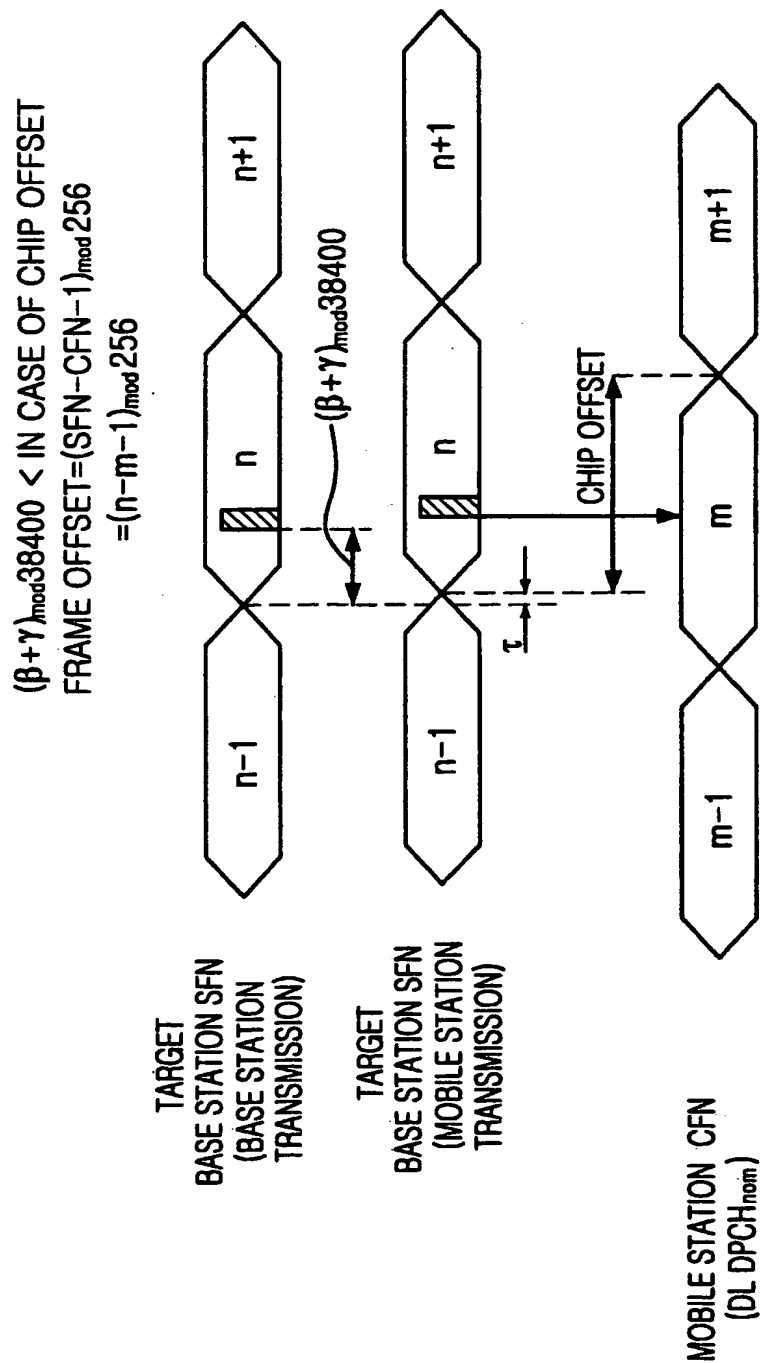 (β+γ)mod38400 < IN CASE OF CHIP OFFSET
FRAME OFFSET=(SFN-CFN-1)mod256
=(n-m-1)mod256
TARGET
BASE STATION SFN
(BASE STATION
TRANSMISSION)
n-1
n
n+1
(β+γ)mod38400
TARGET
BASE STATION SFN
(MOBILE STATION
TRANSMISSION)
n-1
n
n+1
τ
CHIP OFFSET
MOBILE STATION CFN
(DL DPCHnom)
m-1
m
m+1